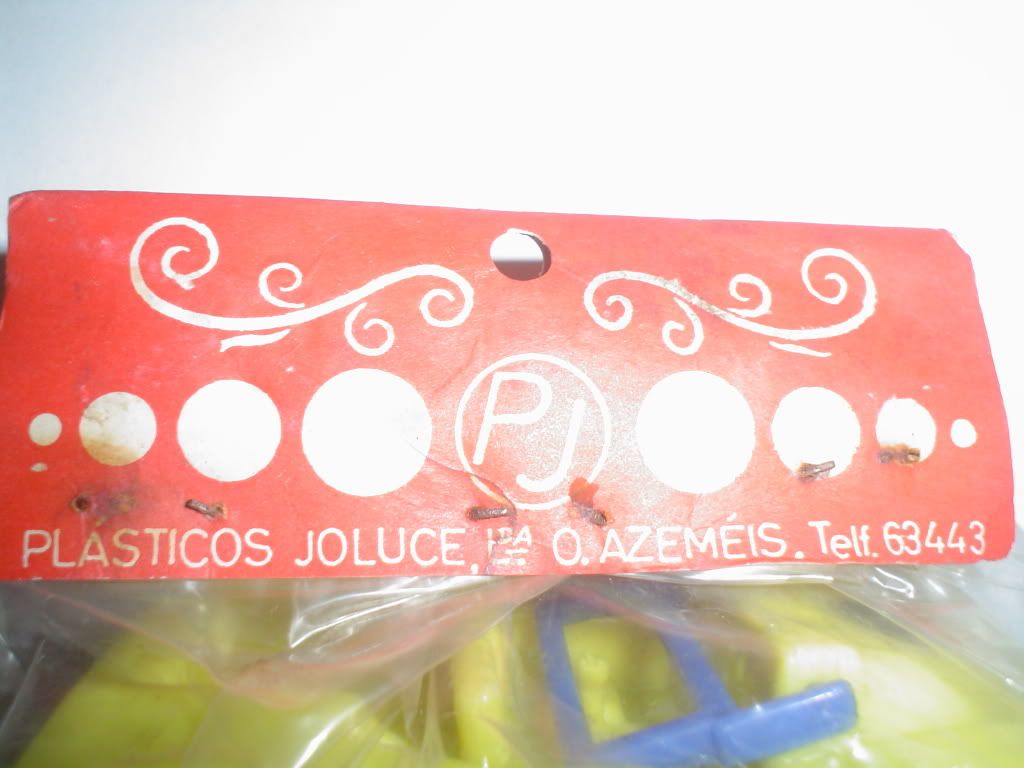 PJ
PLÁSTICOS JOLUCE, LDA O. AZEMÉIS. Telf. 63443